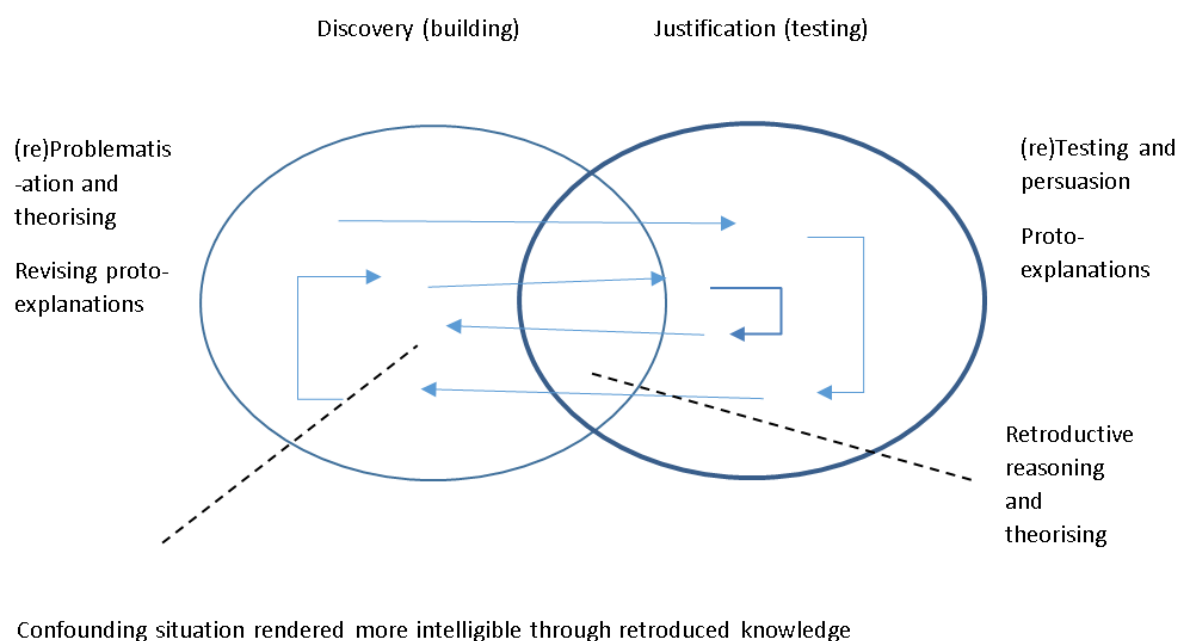 Discovery (building)
Justification (testing)
(re)Problematis
-ation and
theorising
Revising proto-
explanations
(re)Testing and
persuasion
Proto-
explanations
Retroductive
reasoning
and
theorising
Confounding situation rendered more intelligible through retroduced knowledge